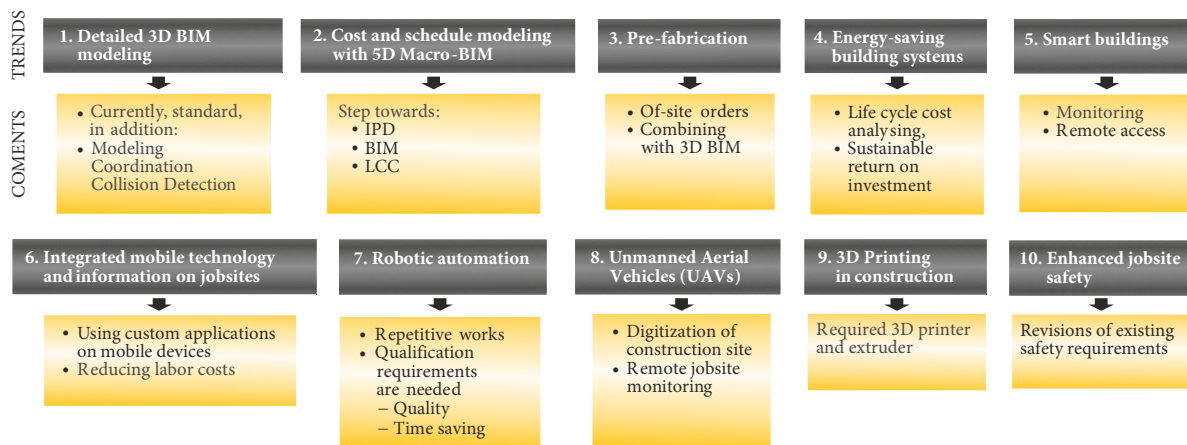 TRENDS
1. Detailed 3D BIM
modeling
2. Cost and schedule modeling
with 5D Macro-BIM
3. Pre-fabrication
4. Energy-saving
building systems
5. Smart buildings
COMENTS
• Currently, standard,
in addition:
• Modeling
Coordination
Collision Detection
Step towards:
• IPD
• BIM
• LCC
• Of-site orders
• Combining
with 3D BIM
• Life cycle cost
analysing,
• Sustainable
return on
investment
• Monitoring
• Remote access
6. Integrated mobile technology
and information on jobsites
7. Robotic automation
8. Unmanned Aerial
Vehicles (UAVs)
9. 3D Printing
in construction
10. Enhanced jobsite
safety
• Using custom applications
on mobile devices
• Reducing labor costs
• Repetitive works
• Qualification
requirements
are needed
– Quality
– Time saving
• Digitization of
construction site
• Remote jobsite
monitoring
Required 3D printer
and extruder
Revisions of existing
safety requirements